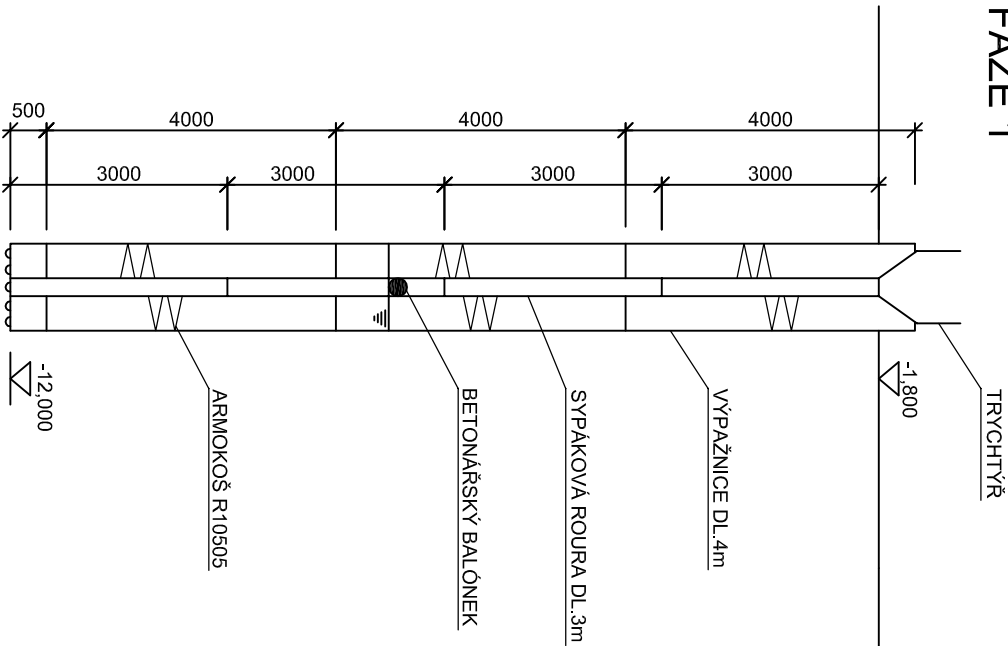 FÁZE 1
500
4000
4000
4000
3000
3000
3000
3000
-12,000
-1,800
TRYCHTÝŘ
VÝPAŽNICE DL.4m
SYPÁKOVÁ ROURA DL.3m
BETONÁŘSKÝ BALÓNEK
ARMOKOŠ R10505